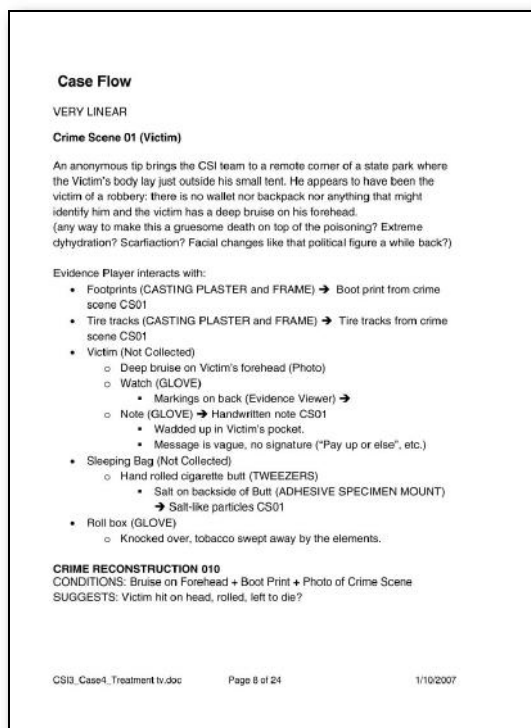 Case Flow
VERY LINEAR
Crime Scene 01 (Victim)
An anonymous tip brings the CSI team to a remote corner of a state park where
the Victim's body lay just outside his small tent. He appears to have been the
victim of a robbery: there is no wallet nor backpack nor anything that might
identify him and the victim has a deep bruise on his forehead.
(any way to make this a gruesome death on top of the poisoning? Extreme
dyhydration? Scarfiaction? Facial changes like that political figure a while back?)
Evidence Player interacts with:
• Footprints (CASTING PLASTER and FRAME) → Boot print from crime
scene CS01
• Tire tracks (CASTING PLASTER and FRAME) → Tire tracks from crime
scene CS01
• Victim (Not Collected)
o Deep bruise on Victim's forehead (Photo)
o Watch (GLOVE)
▪ Markings on back (Evidence Viewer) →
o Note (GLOVE) → Handwritten note CS01
▪ Wadded up in Victim's pocket.
▪ Message is vague, no signature ("Pay up or else", etc.)
• Sleeping Bag (Not Collected)
o Hand rolled cigarette butt (TWEEZERS)
▪ Salt on backside of Butt (ADHESIVE SPECIMEN MOUNT)
→ Salt-like particles CS01
• Roll box (GLOVE)
o Knocked over, tobacco swept away by the elements.
CRIME RECONSTRUCTION 010
CONDITIONS: Bruise on Forehead + Boot Print + Photo of Crime Scene
SUGGESTS: Victim hit on head, rolled, left to die?
CSI3_Case4_Treatment tv.doc Page 8 of 24 1/10/2007